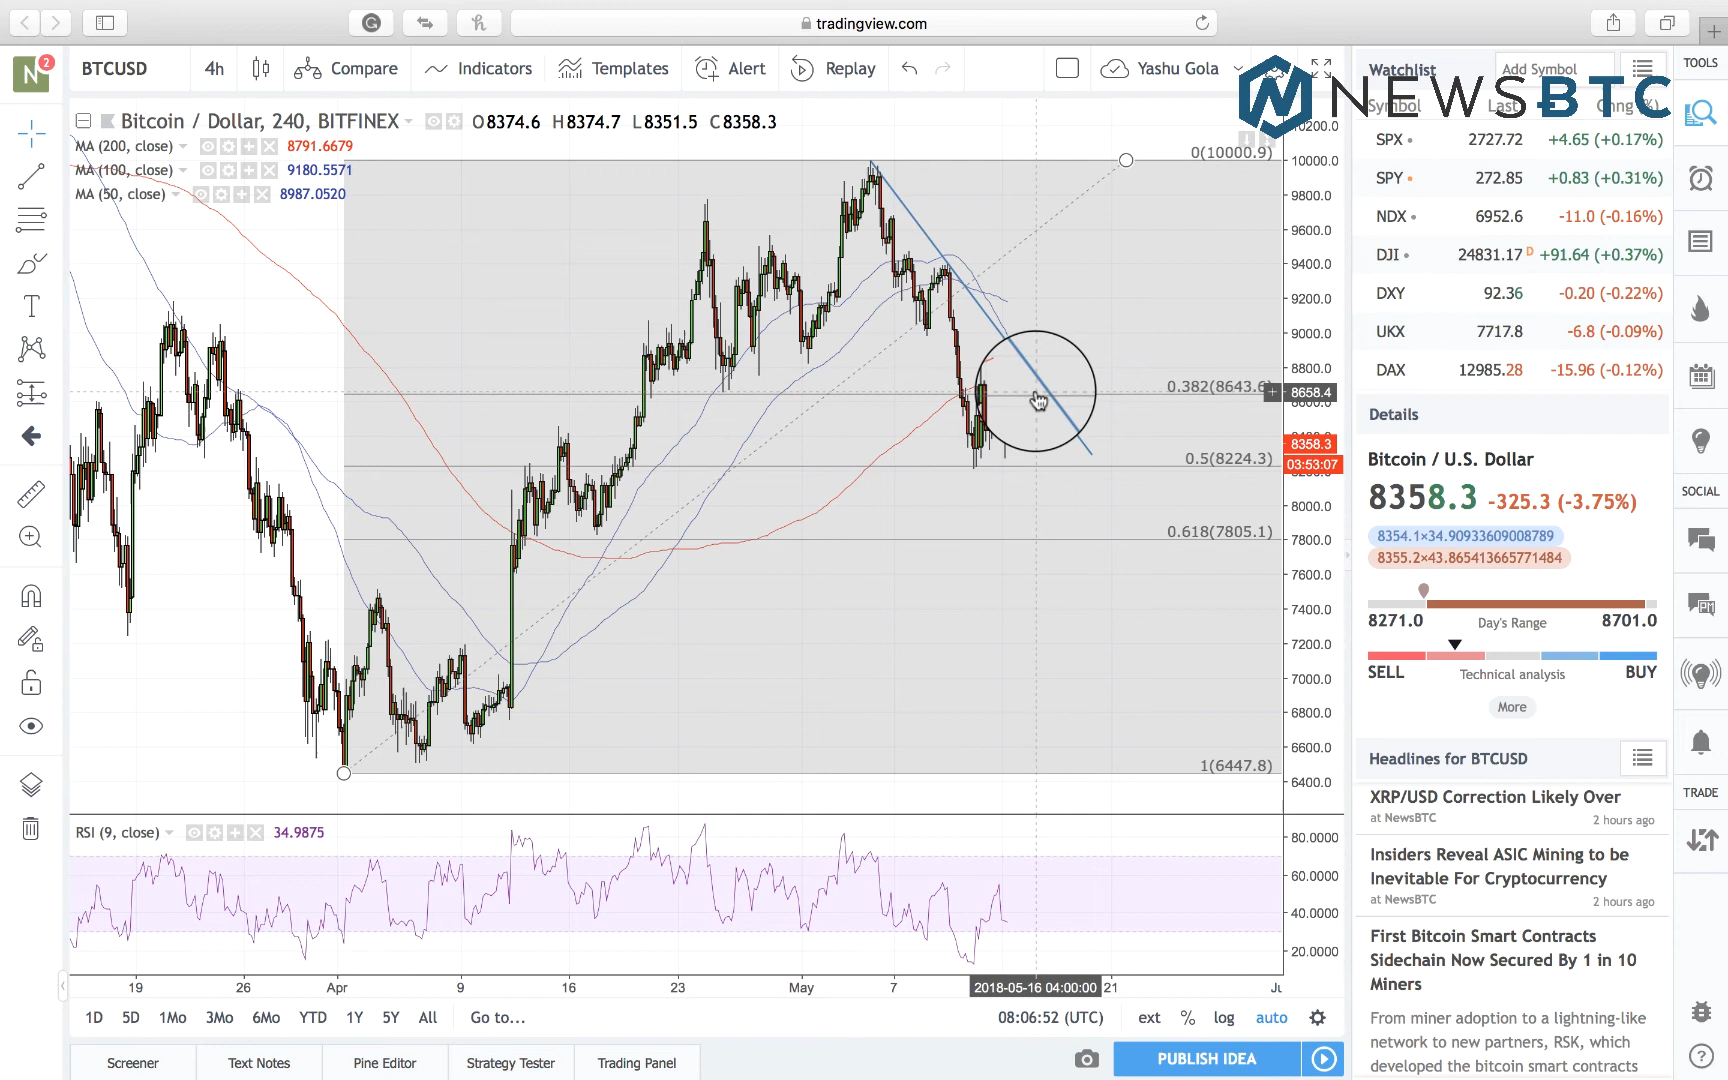 tradingview.com
N 2
BTCUSD 4h Compare Indicators Templates Alert Replay Yashu Gola
NEWSBTC
Bitcoin / Dollar, 240, BITFINEX O8374.6 H8374.7 L8351.5 C8358.3
MA (200, close) 8791.6679
MA (100, close) 9180.5571
MA (50, close) 8987.0520
0(10000.9)
0.382(8643.6)
0.5(8224.3)
0.618(7805.1)
1(6447.8)
10200.0
10000.0
9800.0
9600.0
9400.0
9200.0
9000.0
8800.0
8658.4
8600.0
8358.3
03:53:07
8000.0
7800.0
7600.0
7400.0
7200.0
7000.0
6800.0
6600.0
6400.0
RSI (9, close) 34.9875
80.0000
60.0000
40.0000
20.0000
19 26 Apr 9 16 23 May 7 2018-05-16 04:00:00 21
1D 5D 1Mo 3Mo 6Mo YTD 1Y 5Y All Go to... 08:06:52 (UTC) ext % log auto
Screener Text Notes Pine Editor Strategy Tester Trading Panel PUBLISH IDEA
Watchlist Add Symbol
Symbol Last Chng (%)
SPX 2727.72 +4.65 (+0.17%)
SPY 272.85 +0.83 (+0.31%)
NDX 6952.6 -11.0 (-0.16%)
DJI 24831.17 D +91.64 (+0.37%)
DXY 92.36 -0.20 (-0.22%)
UKX 7717.8 -6.8 (-0.09%)
DAX 12985.28 -15.96 (-0.12%)
Details
Bitcoin / U.S. Dollar
8358.3 -325.3 (-3.75%)
8354.1×34.90933609008789
8355.2×43.865413665771484
8271.0 Day's Range 8701.0
SELL Technical analysis BUY
More
Headlines for BTCUSD
XRP/USD Correction Likely Over
at NewsBTC 2 hours ago
Insiders Reveal ASIC Mining to be
Inevitable For Cryptocurrency
at NewsBTC 2 hours ago
First Bitcoin Smart Contracts
Sidechain Now Secured By 1 in 10
Miners
From miner adoption to a lightning-like
network to new partners, RSK, which
developed the bitcoin smart contracts
TOOLS
SOCIAL
TRADE